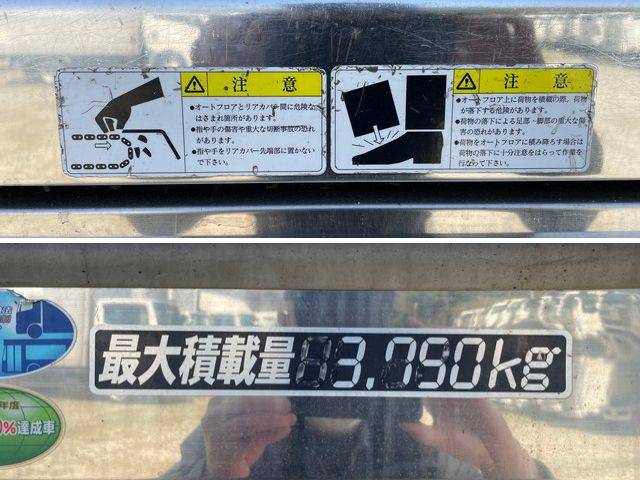 注意
●オートフロアとリアカバー間に危険な
はさまれ箇所があります。
●指や手の傷害や重大な切断事故の恐れ
があります。
●指や手をリアカバー先端部に置かない
で下さい。
注意
●オートフロア上に荷物を積載の際、荷物
が落下する危険があります。
●荷物の落下による足部・脚部の重大な傷
害の恐れがあります。
●荷物をオートフロアに積み降ろす場合は
荷物の落下に十分注意をはらって作業を
行なって下さい。
最大積載量 3,750kg
年度
%達成車